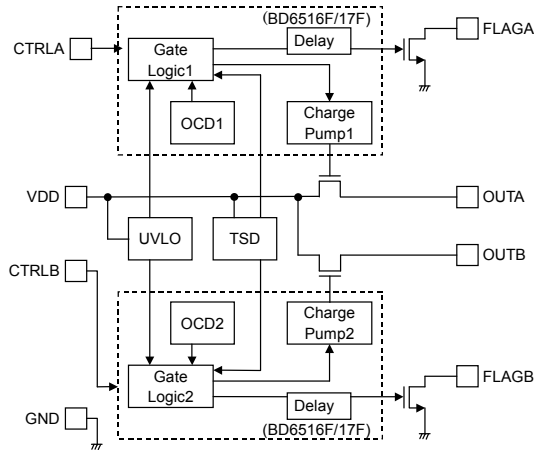 (BD6516F/17F)
CTRLA
Gate
Logic1
Delay
FLAGA
OCD1
Charge
Pump1
VDD
OUTA
UVLO
TSD
OUTB
CTRLB
OCD2
Charge
Pump2
Gate
Logic2
Delay
FLAGB
GND
(BD6516F/17F)